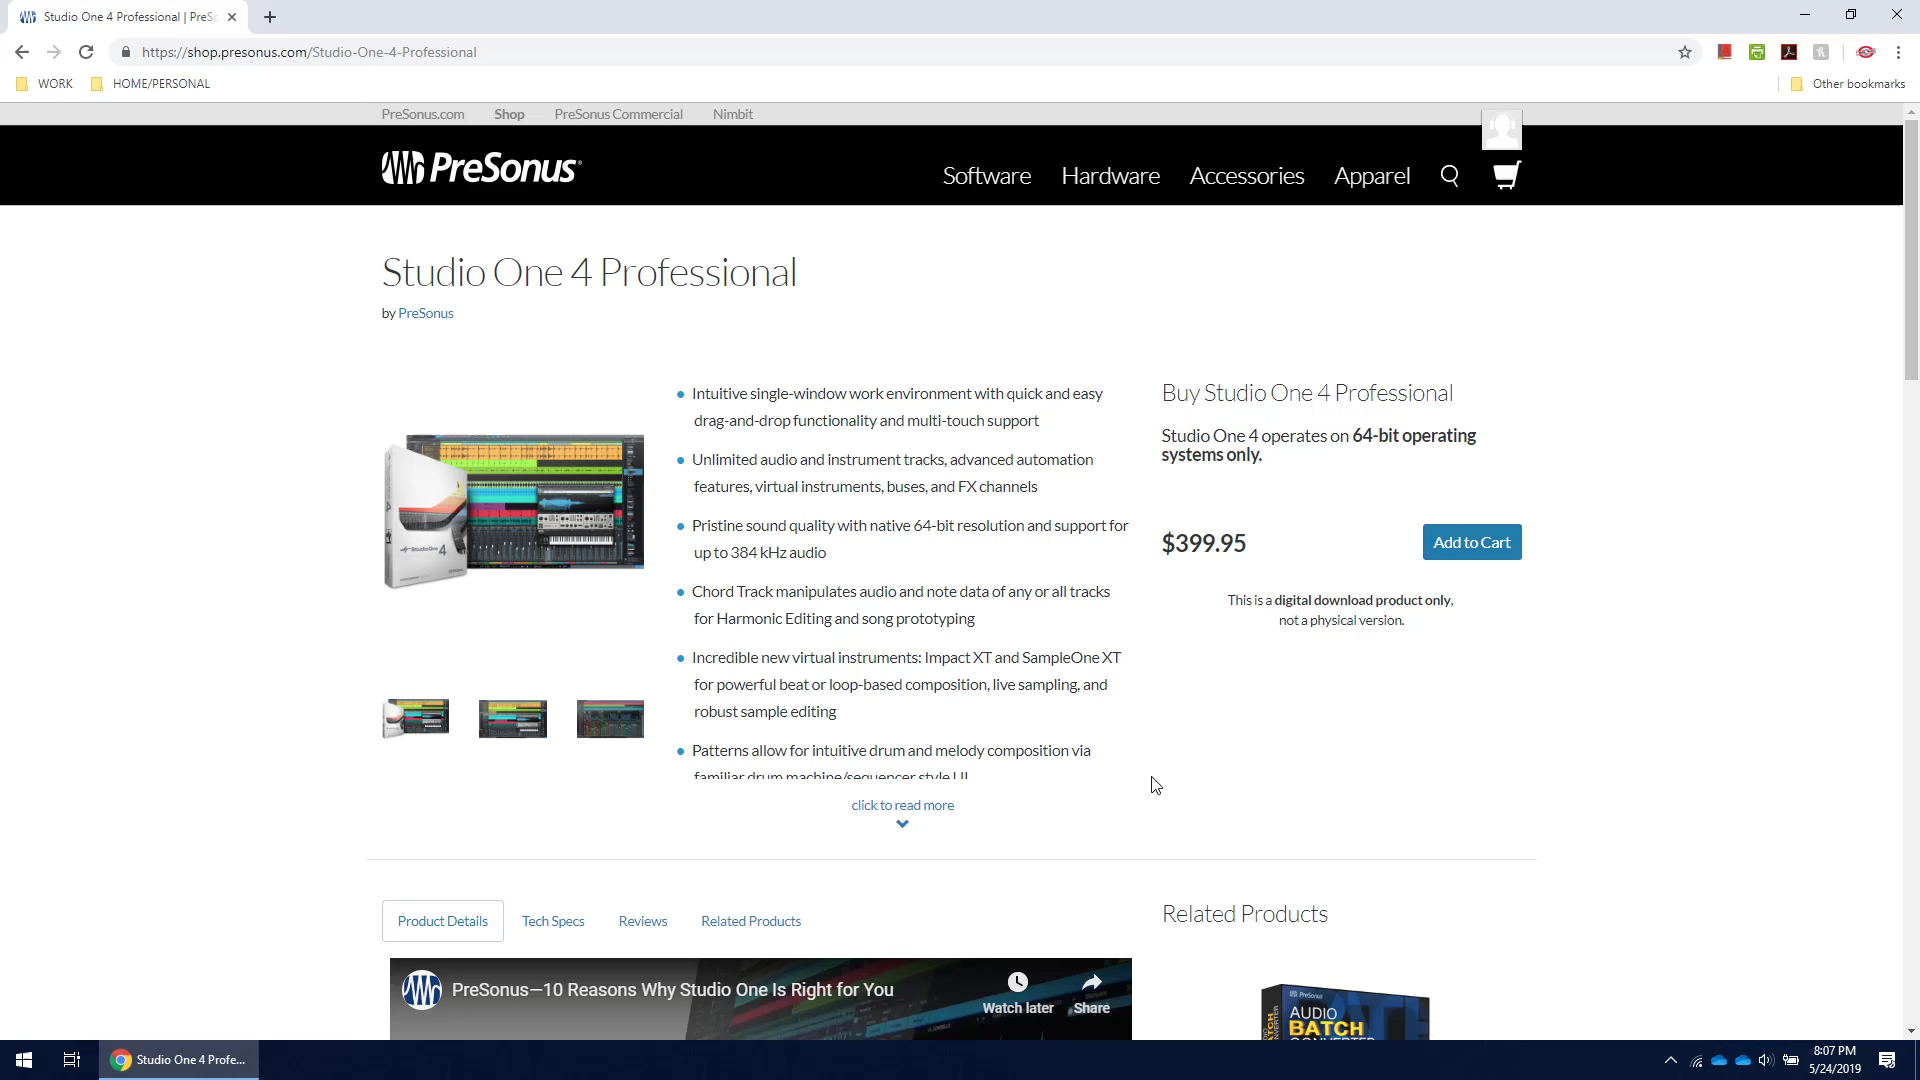 Studio One 4 Professional | PreSo
https://shop.presonus.com/Studio-One-4-Professional
WORK
HOME/PERSONAL
Other bookmarks
PreSonus.com
Shop
PreSonus Commercial
Nimbit
PreSonus
Software
Hardware
Accessories
Apparel
Studio One 4 Professional
by PreSonus
Intuitive single-window work environment with quick and easy
drag-and-drop functionality and multi-touch support
Unlimited audio and instrument tracks, advanced automation
features, virtual instruments, buses, and FX channels
Pristine sound quality with native 64-bit resolution and support for
up to 384 kHz audio
Chord Track manipulates audio and note data of any or all tracks
for Harmonic Editing and song prototyping
Incredible new virtual instruments: Impact XT and SampleOne XT
for powerful beat or loop-based composition, live sampling, and
robust sample editing
Patterns allow for intuitive drum and melody composition via
familiar drum machine/sequencer style UI
click to read more
Buy Studio One 4 Professional
Studio One 4 operates on 64-bit operating
systems only.
$399.95
Add to Cart
This is a digital download product only,
not a physical version.
StudioOne 4
Product Details
Tech Specs
Reviews
Related Products
PreSonus—10 Reasons Why Studio One Is Right for You
Watch later
Share
Related Products
PreSonus
AUDIO
BATCH
CONVERTER
Studio One 4 Profe...
8:07 PM
5/24/2019